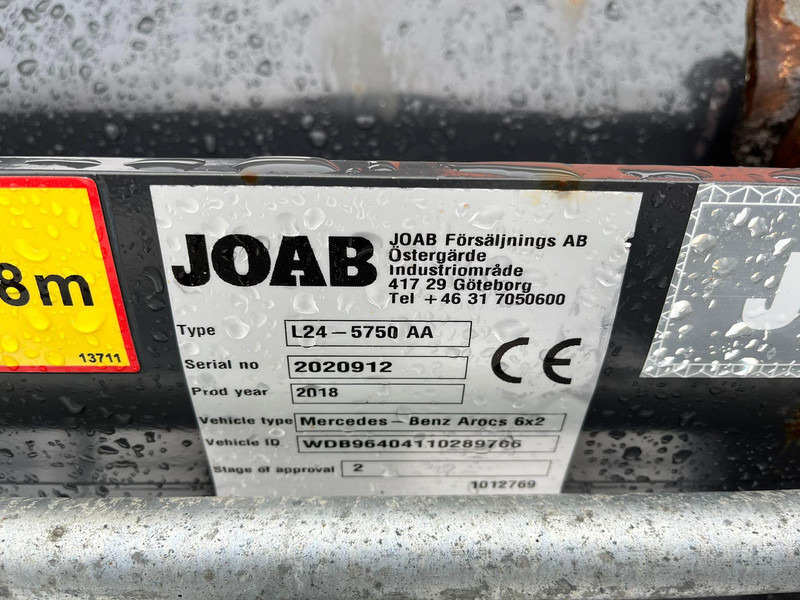 8m
13711
JOAB
JOAB Försäljnings AB
Östergärde
Industriområde
417 29 Göteborg
Tel +46 31 7050600
Type L24-5750 AA
Serial no 2020912
Prod year 2018
Vehicle type Mercedes-Benz Arocs 6x2
Vehicle ID WDB96404110289766
Stage of approval 2
1012769
CE
J